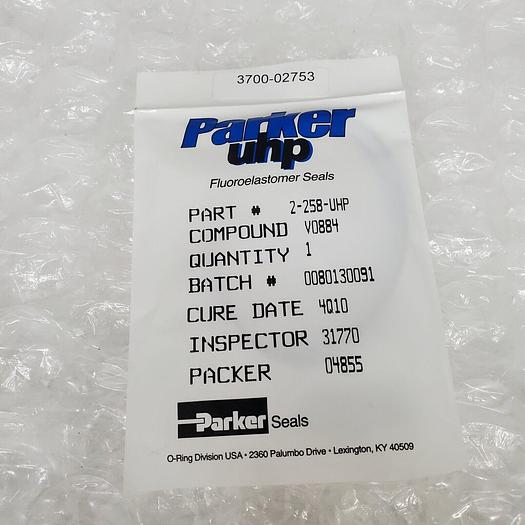 3700-02753
Parker
uhp
Fluoroelastomer Seals
PART # 2-258-UHP
COMPOUND V0884
QUANTITY 1
BATCH # 0080130091
CURE DATE 4Q10
INSPECTOR 31770
PACKER 04855
Parker Seals
O-Ring Division USA • 2360 Palumbo Drive • Lexington, KY 40509